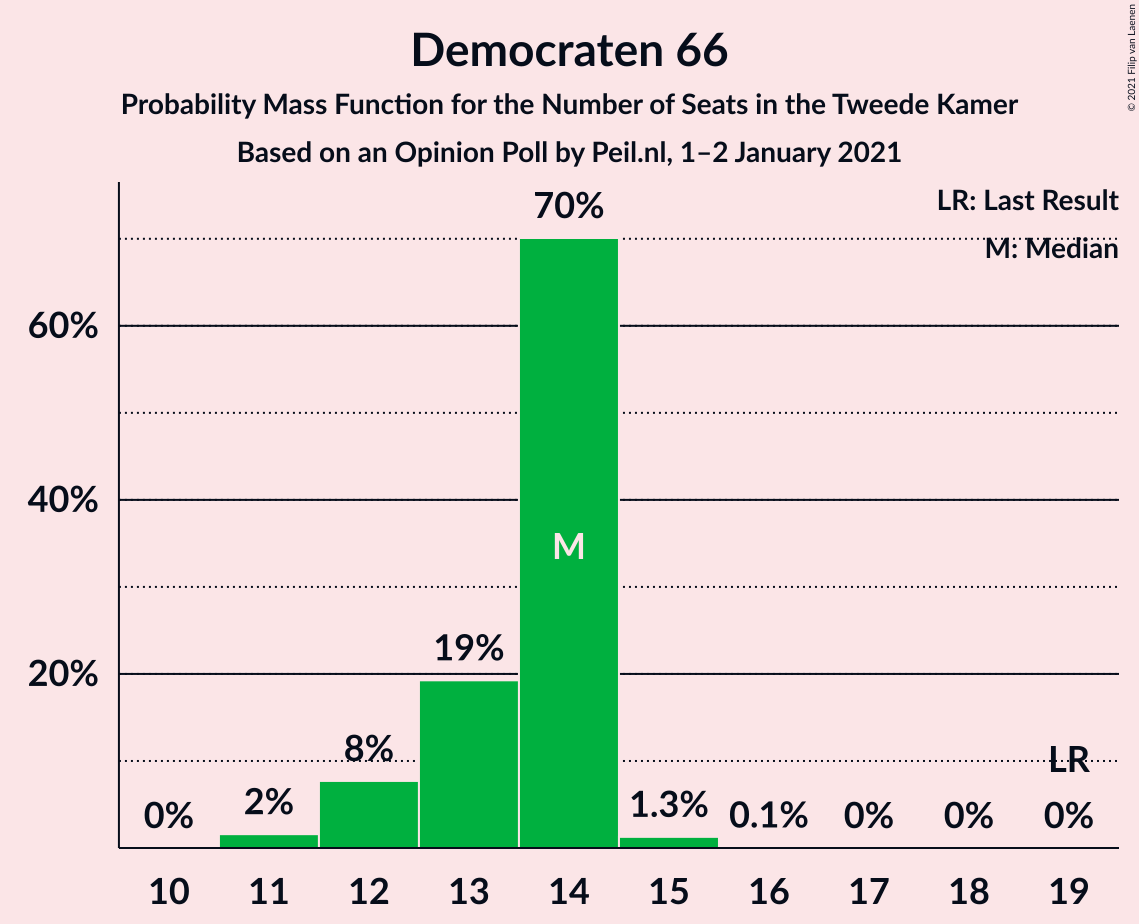 Democraten 66
Probability Mass Function for the Number of Seats in the Tweede Kamer
Based on an Opinion Poll by Peil.nl, 1–2 January 2021
© 2021 Filip van Laenen
LR: Last Result
M: Median
60%
40%
20%
0%
2%
8%
19%
70%
M
1.3%
0.1%
0%
0%
LR
0%
10 11 12 13 14 15 16 17 18 19